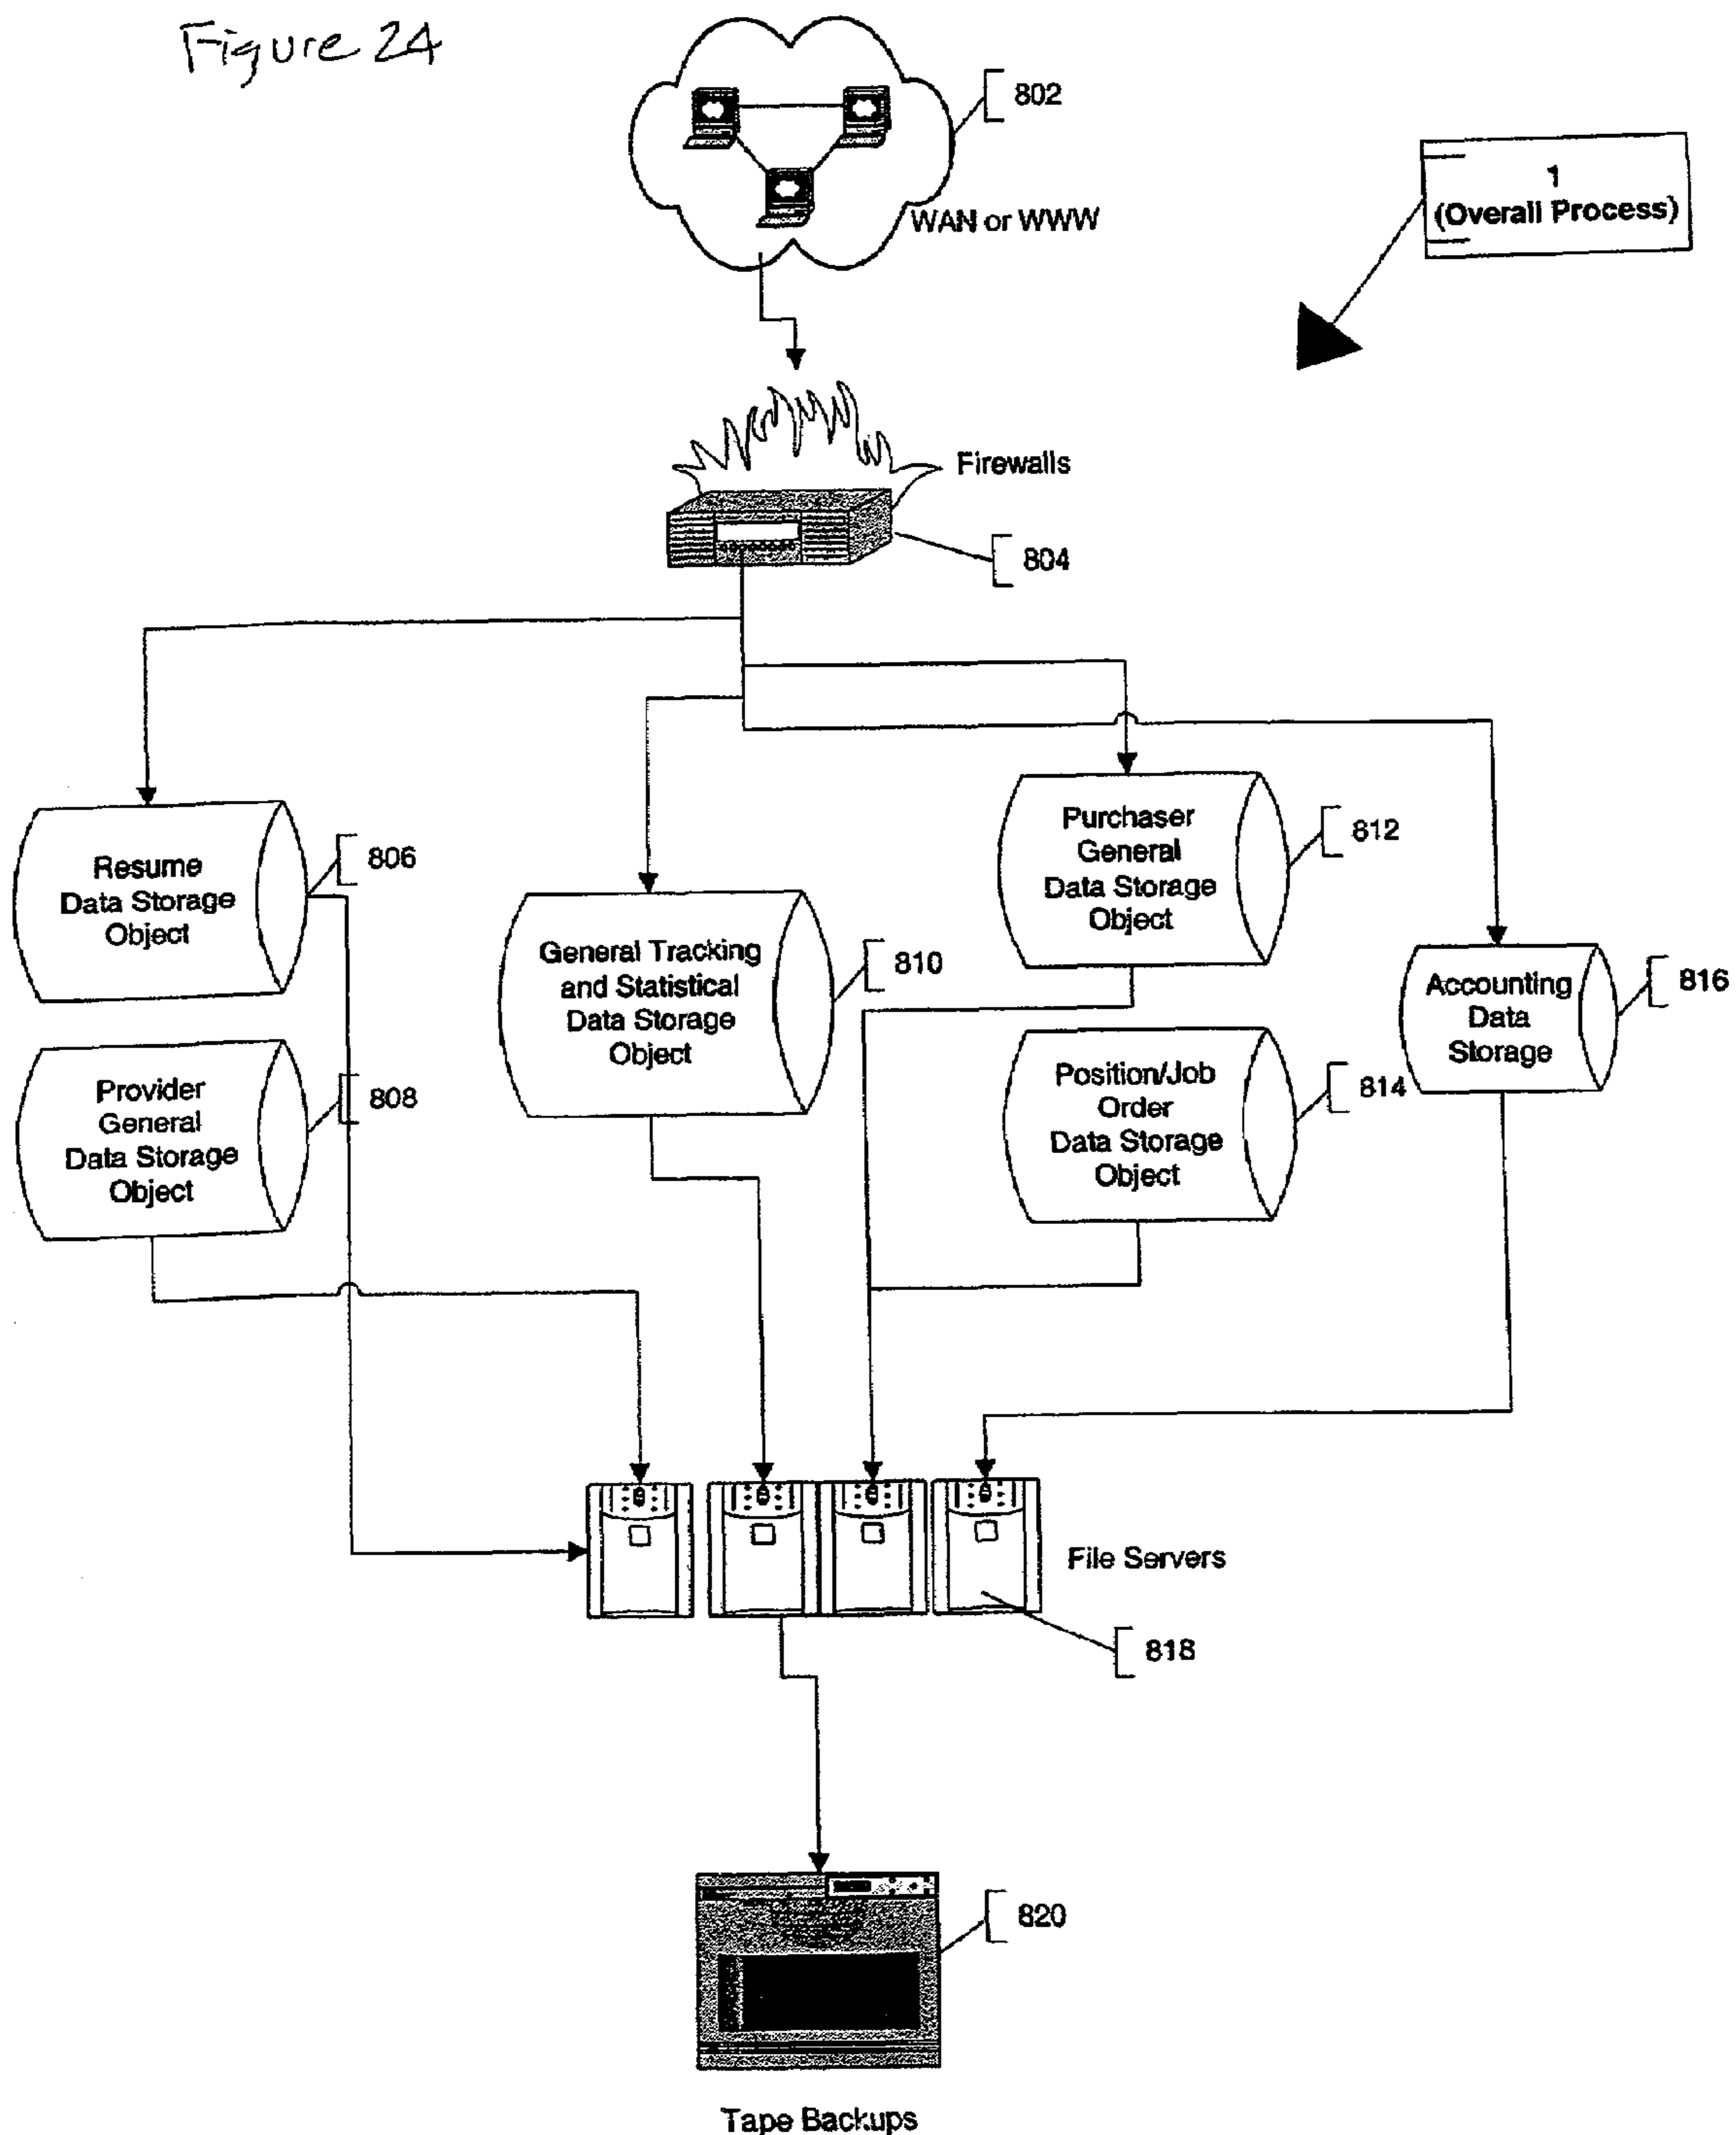 Figure 24
802
WAN or WWW
1
(Overall Process)
Firewalls
804
Resume
Data Storage
Object
806
Provider
General
Data Storage
Object
808
General Tracking
and Statistical
Data Storage
Object
810
Purchaser
General
Data Storage
Object
812
Position/Job
Order
Data Storage
Object
814
Accounting
Data
Storage
816
File Servers
818
820
Tape Backups